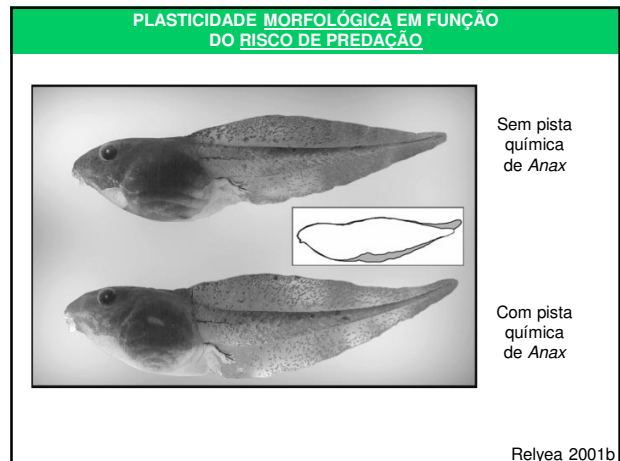 PLASTICIDADE MORFOLÓGICA EM FUNÇÃO
DO RISCO DE PREDAÇÃO
Sem pista
química
de Anax
Com pista
química
de Anax
Relyea 2001b